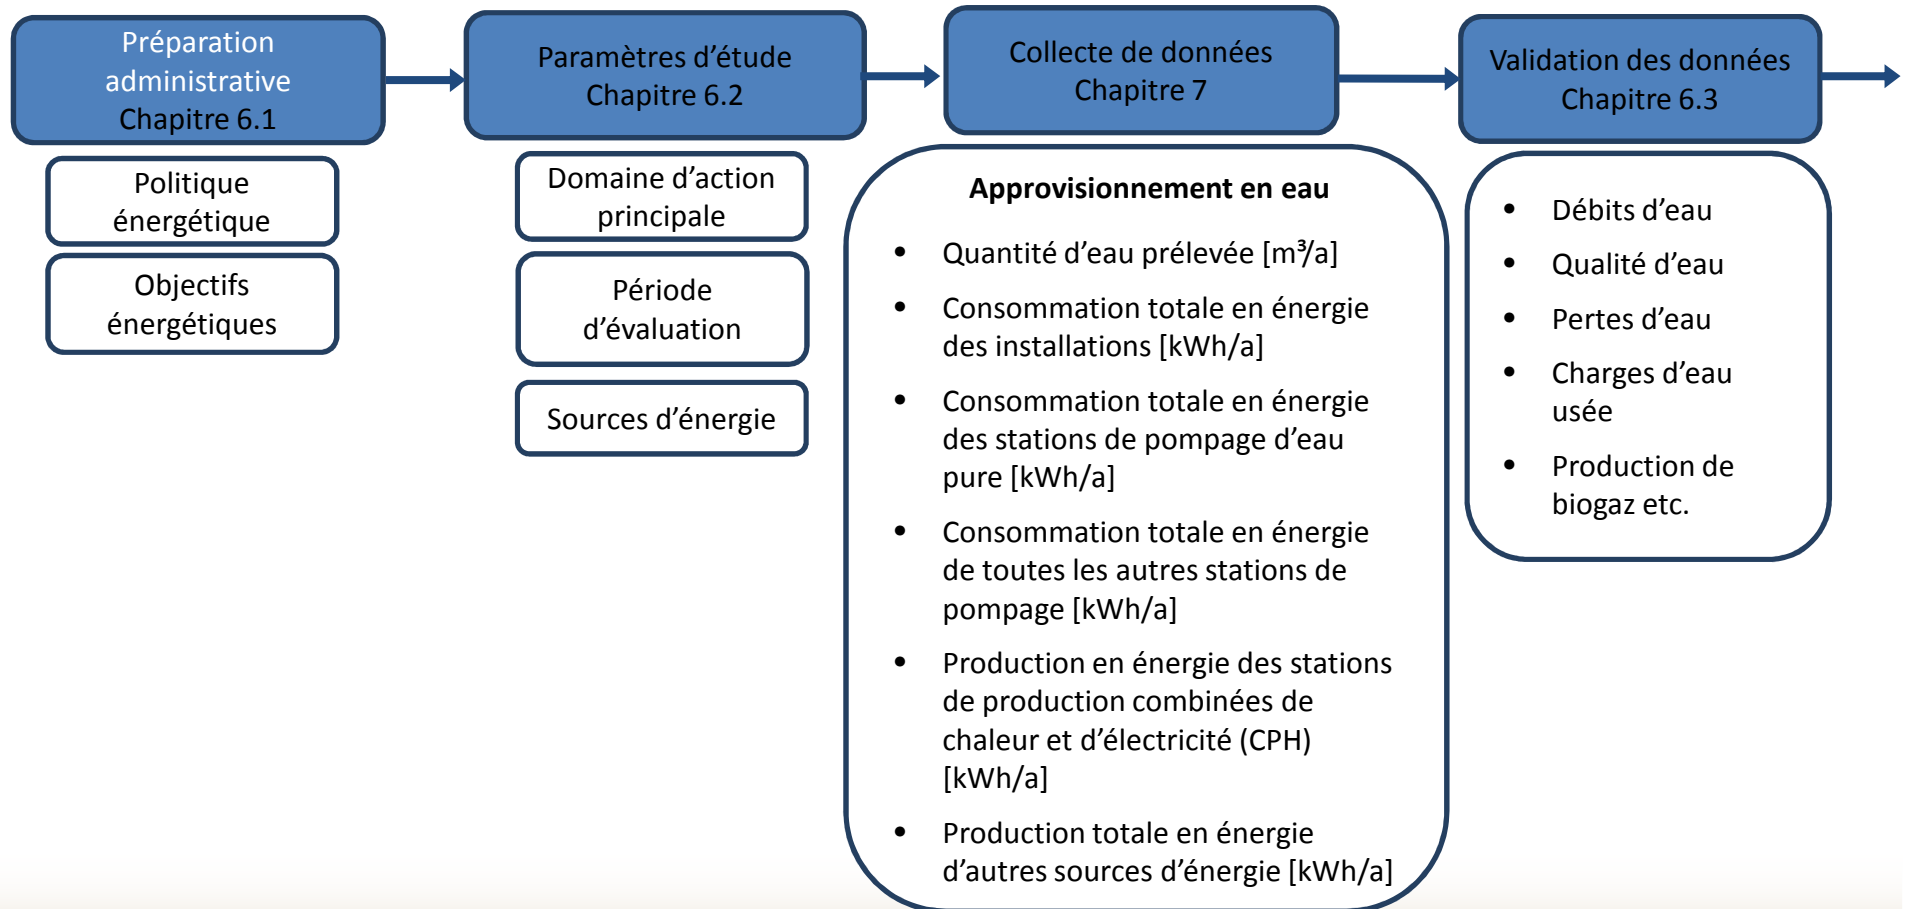 Préparation
administrative
Chapitre 6.1
Politique
énergétique
Objectifs
énergétiques
Paramètres d’étude
Chapitre 6.2
Domaine d’action
principale
Période
d’évaluation
Sources d’énergie
Collecte de données
Chapitre 7
Approvisionnement en eau
• Quantité d’eau prélevée [m³/a]
• Consommation totale en énergie
des installations [kWh/a]
• Consommation totale en énergie
des stations de pompage d’eau
pure [kWh/a]
• Consommation totale en énergie
de toutes les autres stations de
pompage [kWh/a]
• Production en énergie des stations
de production combinées de
chaleur et d’électricité (CPH)
[kWh/a]
• Production totale en énergie
d’autres sources d’énergie [kWh/a]
Validation des données
Chapitre 6.3
• Débits d’eau
• Qualité d’eau
• Pertes d’eau
• Charges d’eau
usée
• Production de
biogaz etc.